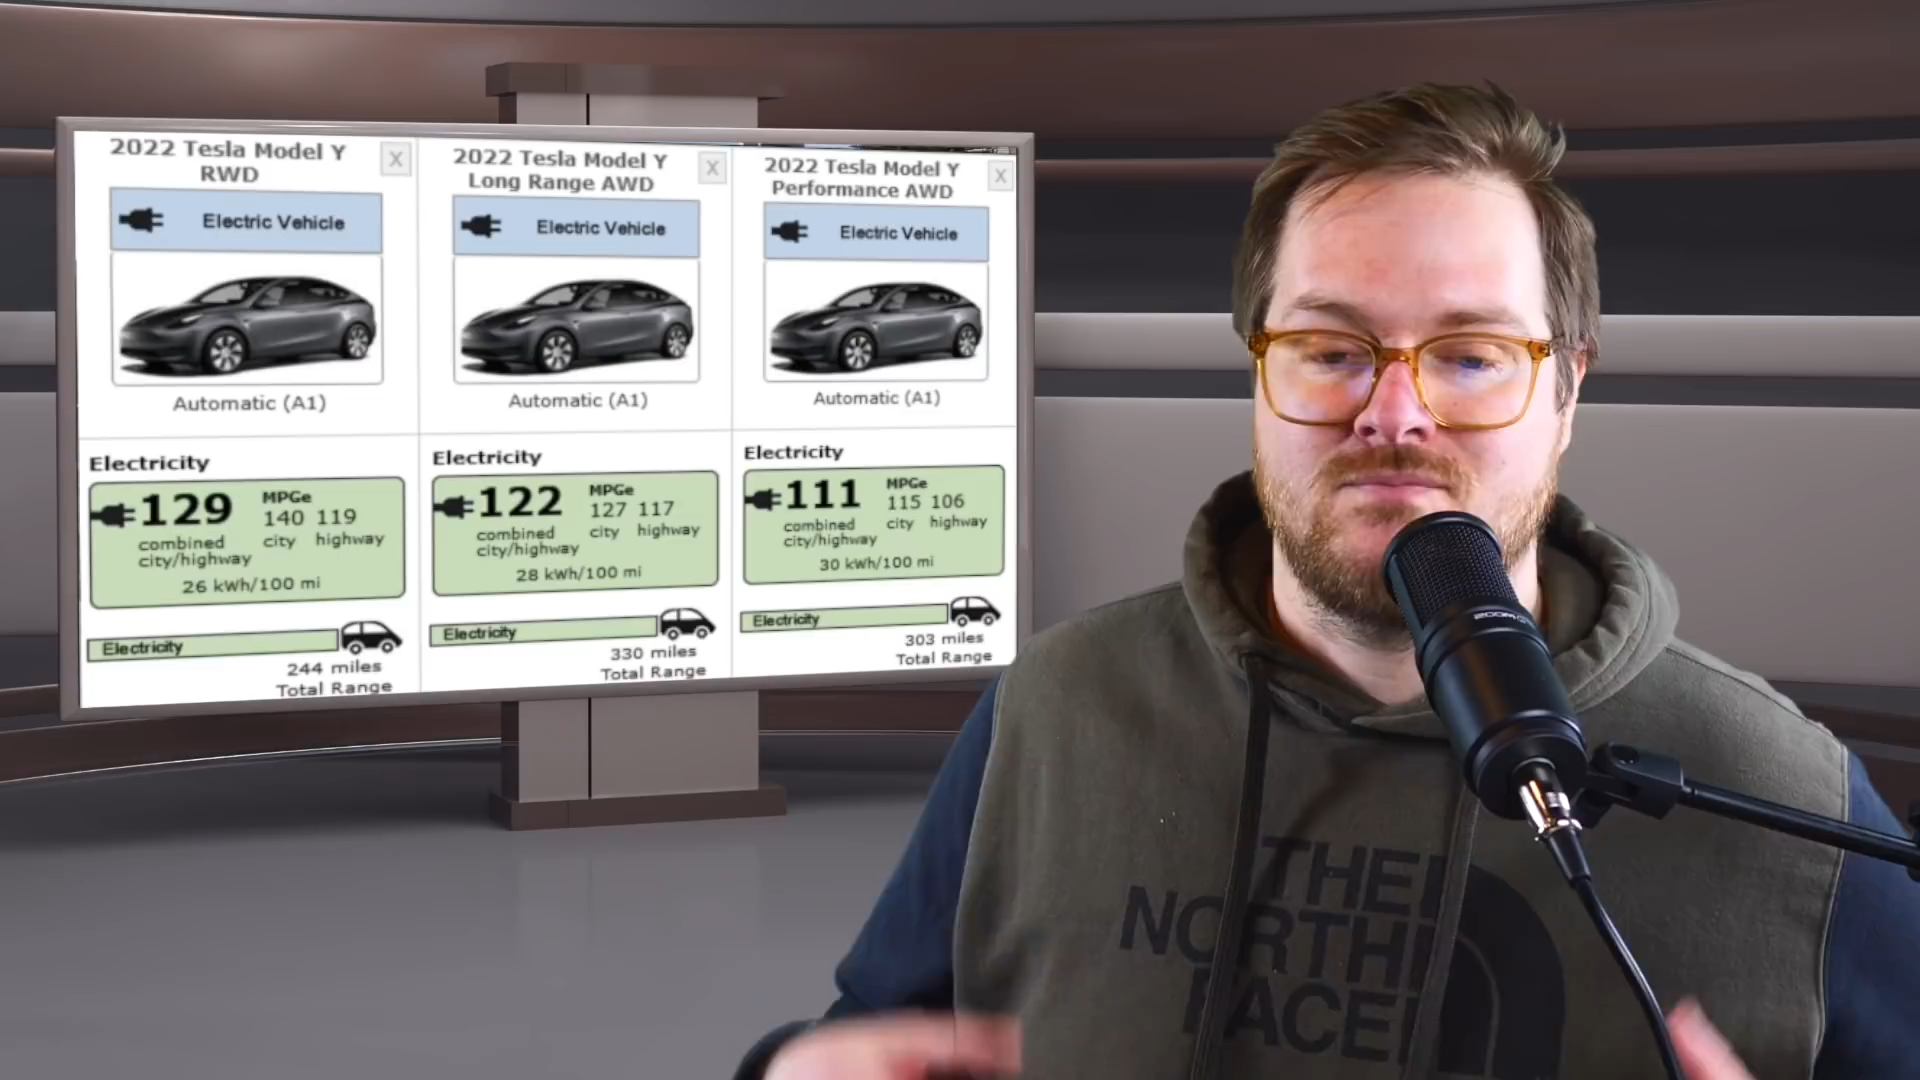 2022 Tesla Model Y
RWD
X
Electric Vehicle
Automatic (A1)
Electricity
129
MPGe
140 119
city highway
combined
city/highway
26 kWh/100 mi
Electricity
244 miles
Total Range
2022 Tesla Model Y
Long Range AWD
X
Electric Vehicle
Automatic (A1)
Electricity
122
MPGe
127 117
city highway
combined
city/highway
28 kWh/100 mi
Electricity
330 miles
Total Range
2022 Tesla Model Y
Performance AWD
X
Electric Vehicle
Automatic (A1)
Electricity
111
MPGe
115 106
city highway
combined
city/highway
30 kWh/100 mi
Electricity
303 miles
Total Range
THE
NORTH
FACE